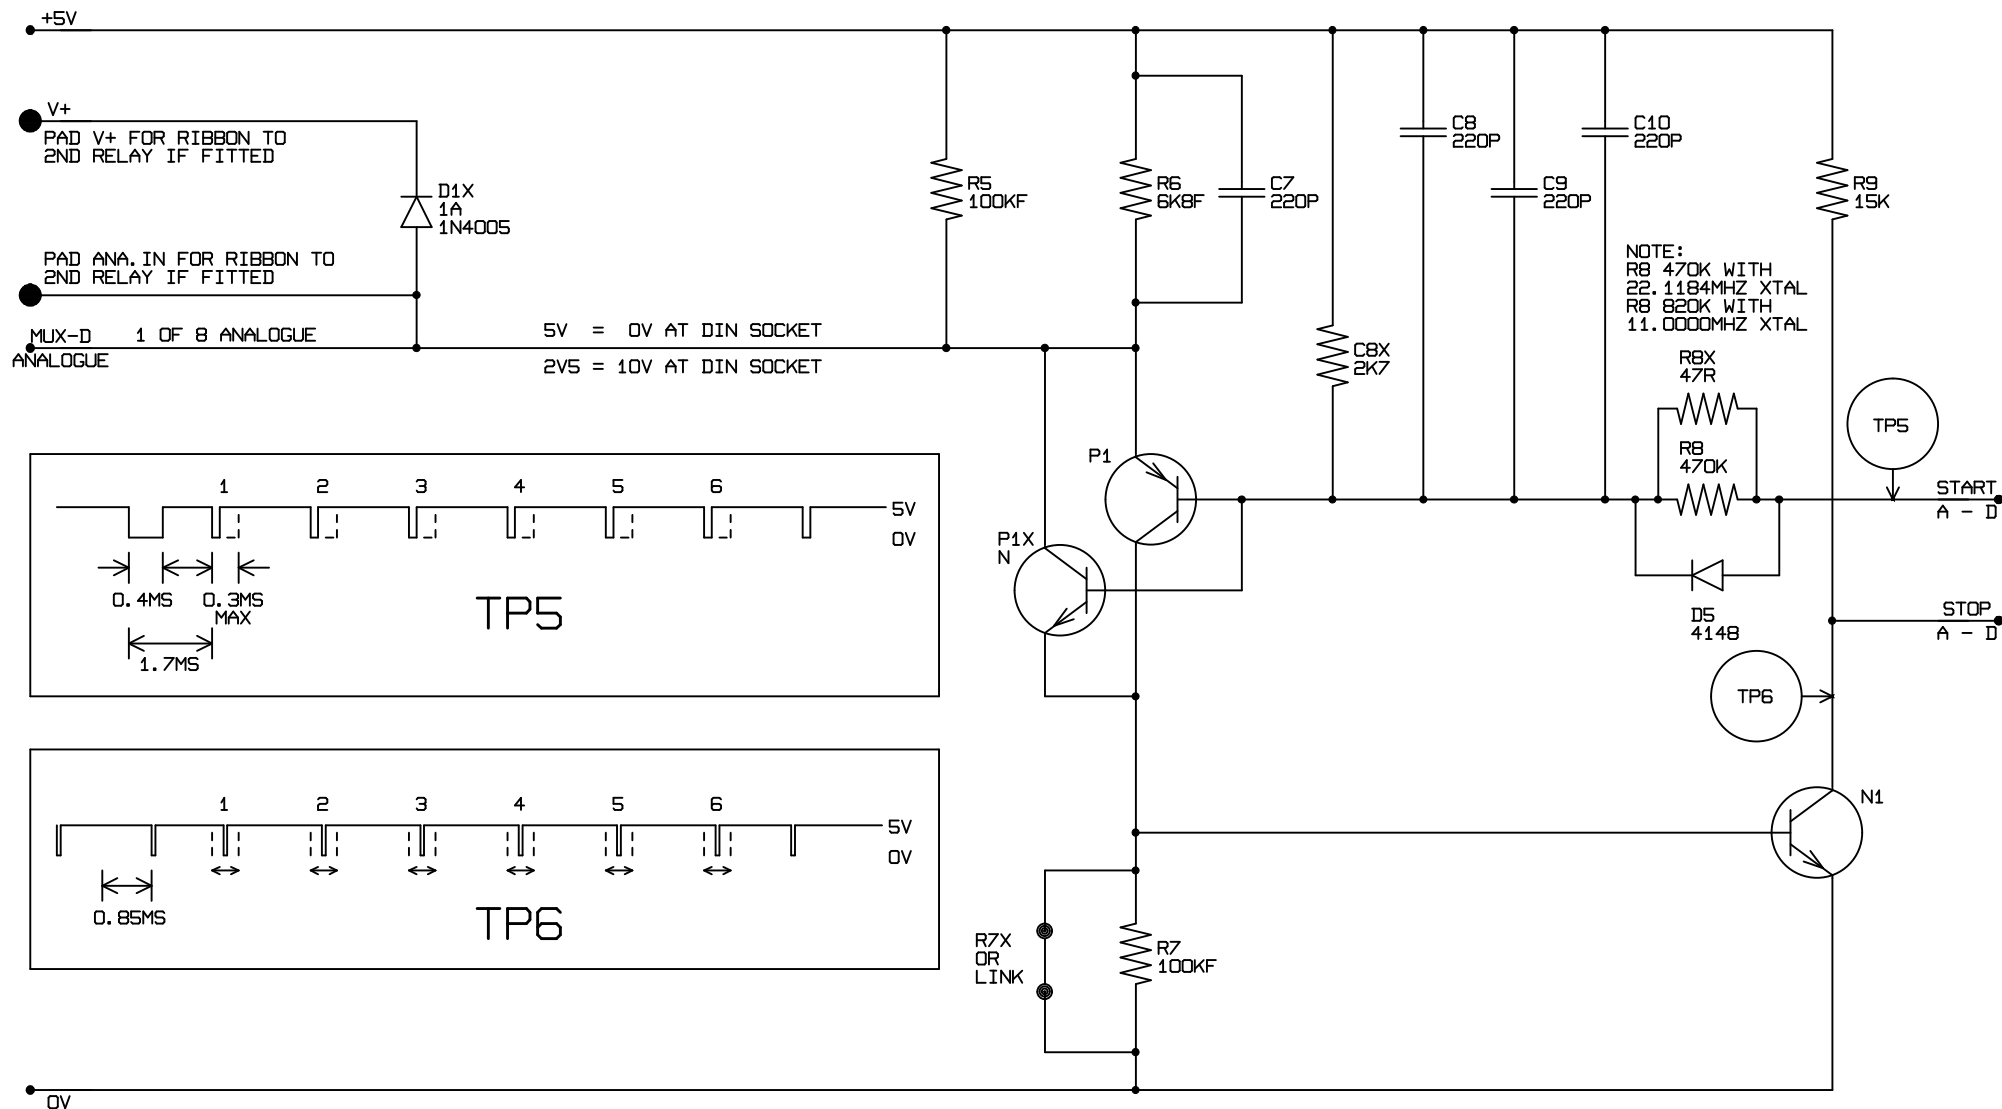 +5V
V+
PAD V+ FOR RIBBON TO
2ND RELAY IF FITTED
D1X
1A
1N4005
PAD ANA.IN FOR RIBBON TO
2ND RELAY IF FITTED
MUX-D
ANALOGUE
1 OF 8 ANALOGUE
5V = 0V AT DIN SOCKET
2V5 = 10V AT DIN SOCKET
R5
100KF
R6
6K8F
C7
220P
C8X
2K7
C8
220P
C9
220P
C10
220P
R9
15K
NOTE:
R8 470K WITH
22.1184MHZ XTAL
R8 820K WITH
11.0000MHZ XTAL
R8X
47R
R8
470K
D5
4148
TP5
START
A - D
STOP
A - D
TP6
N1
P1
P1X
N
R7X
OR
LINK
R7
100KF
1 2 3 4 5 6
5V
0V
0.4MS
0.3MS
MAX
1.7MS
TP5
1 2 3 4 5 6
5V
0V
0.85MS
TP6
0V